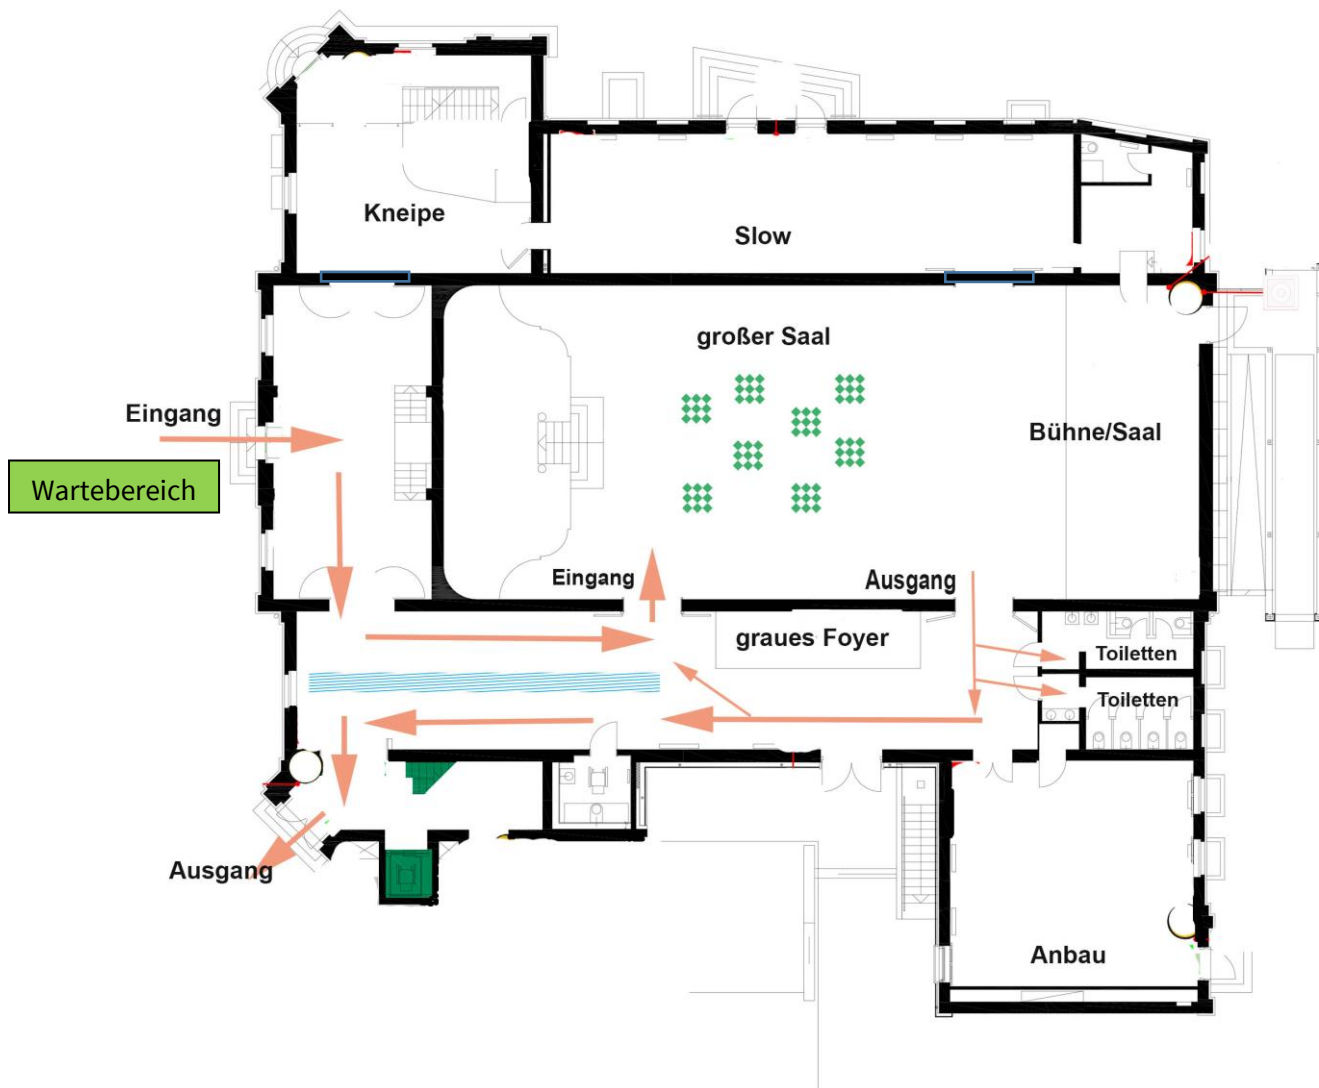 Kneipe
Slow
großer Saal
Eingang
Bühne/Saal
Wartebereich
Eingang
Ausgang
graues Foyer
Toiletten
Toiletten
Ausgang
Anbau